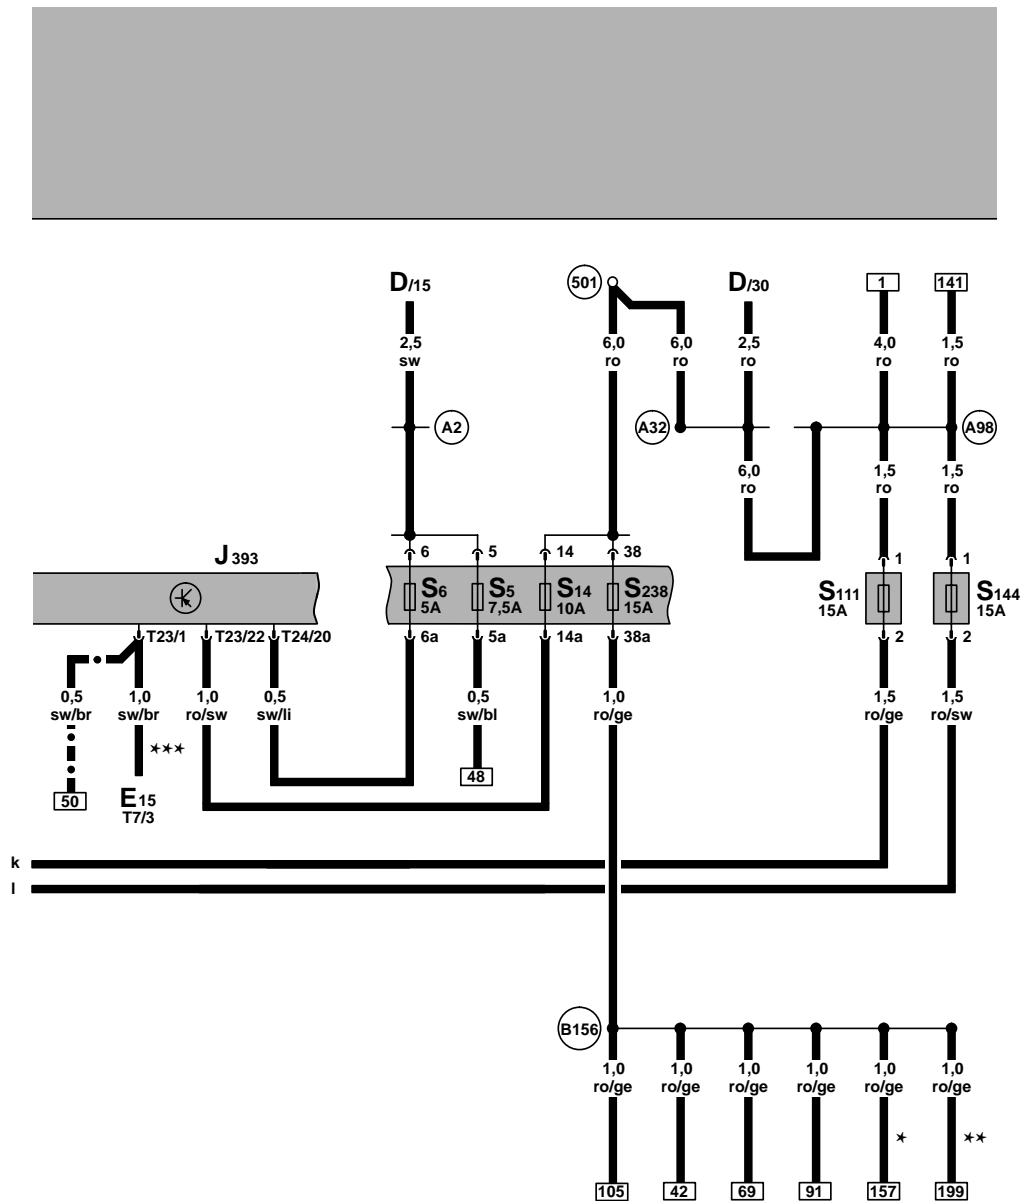 D/15
501
D/30
1
141
2,5
sw
6,0
ro
6,0
ro
2,5
ro
4,0
ro
1,5
ro
A2
A32
A98
6,0
ro
1,5
ro
1,5
ro
J393
6
5
14
38
1
1
S6
5A
S5
7,5A
S14
10A
S238
15A
S111
15A
S144
15A
T23/1
T23/22
T24/20
6a
5a
14a
38a
2
2
0,5
sw/br
1,0
sw/br
1,0
ro/sw
0,5
sw/li
0,5
sw/bl
1,0
ro/ge
1,5
ro/ge
1,5
ro/sw
***
50
E15
T7/3
48
k
l
B156
1,0
ro/ge
1,0
ro/ge
1,0
ro/ge
1,0
ro/ge
1,0
ro/ge
1,0
ro/ge
*
**
105
42
69
91
157
199